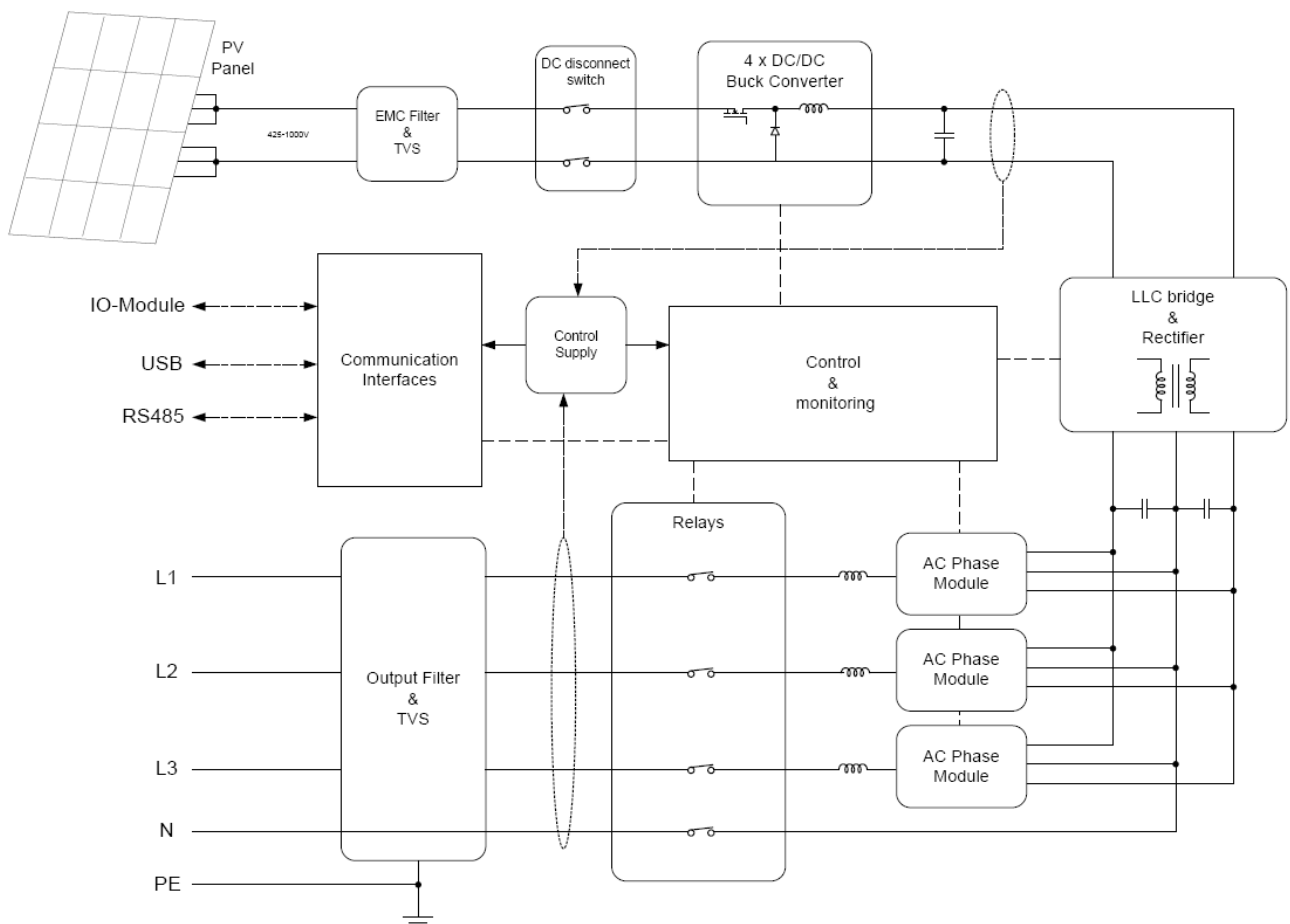 PV
Panel
DC disconnect
switch
4 x DC/DC
Buck Converter
425-1000V
EMC Filter
&
TVS
IO-Module
USB
RS485
Communication
Interfaces
Control
Supply
Control
&
monitoring
LLC bridge
&
Rectifier
Relays
L1
L2
L3
N
PE
Output Filter
&
TVS
AC Phase
Module
AC Phase
Module
AC Phase
Module